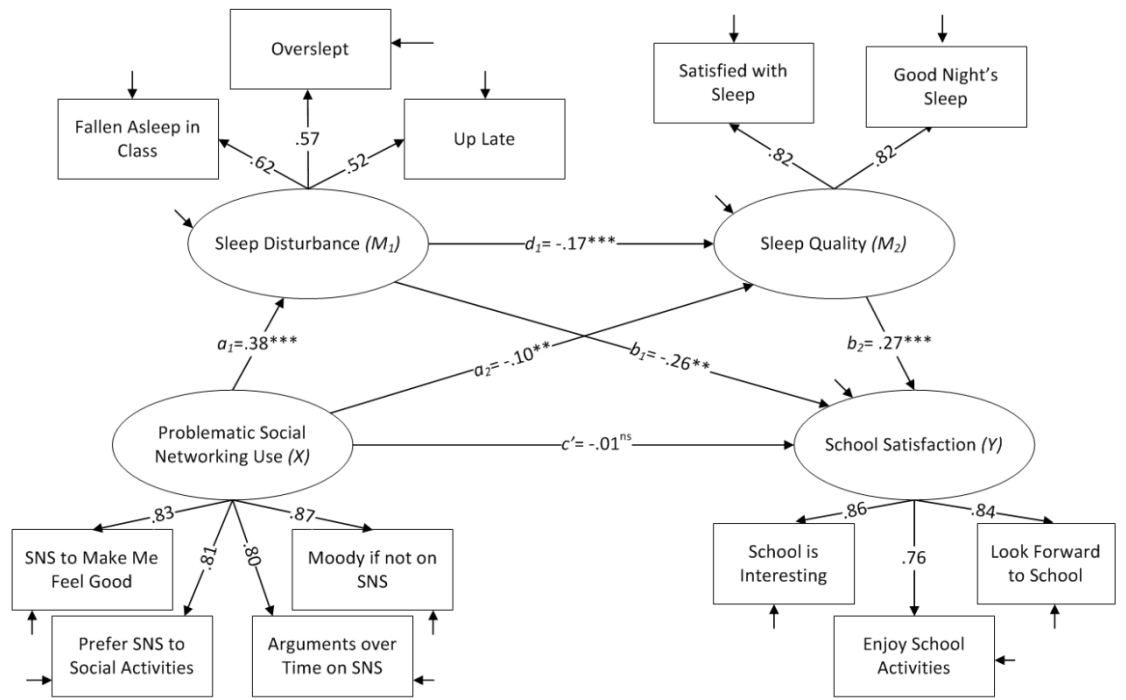 Overslept
Satisfied with
Sleep
Good Night's
Sleep
Fallen Asleep in
Class
Up Late
.62
.57
.52
.82
.82
Sleep Disturbance (M₁)
d₁= -.17***
Sleep Quality (M₂)
a₁=.38***
a₂= -.10**
b₁= -.26**
b₂= .27***
Problematic Social
Networking Use (X)
c’= -.01ⁿˢ
School Satisfaction (Y)
.83
.81
.80
.87
.86
.76
.84
SNS to Make Me
Feel Good
Moody if not on
SNS
School is
Interesting
Look Forward
to School
Prefer SNS to
Social Activities
Arguments over
Time on SNS
Enjoy School
Activities